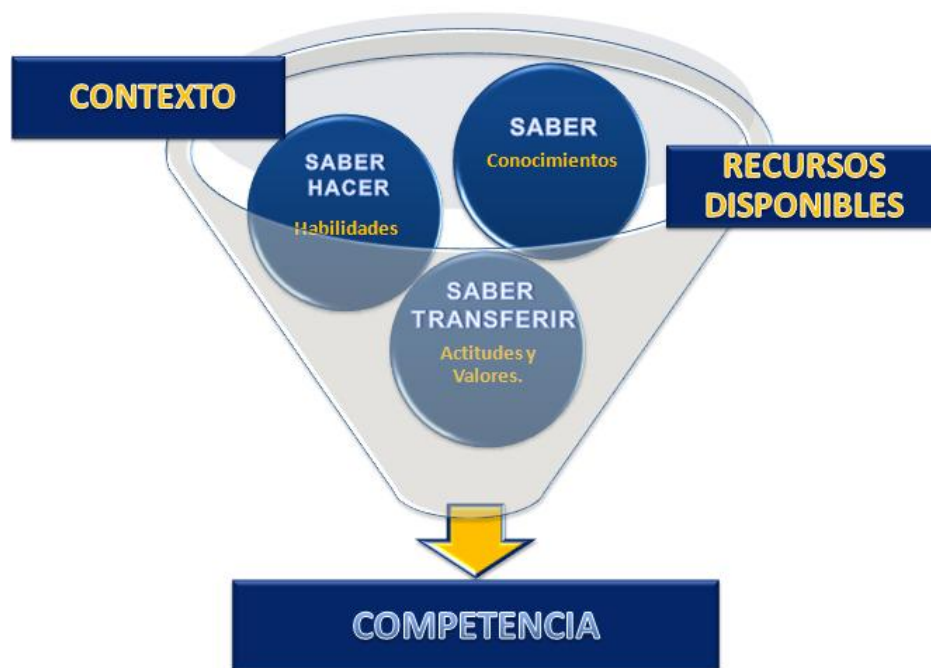 CONTEXTO
SABER
Conocimientos
SABER
HACER
Habilidades
RECURSOS
DISPONIBLES
SABER
TRANSFERIR
Actitudes y
Valores.
COMPETENCIA